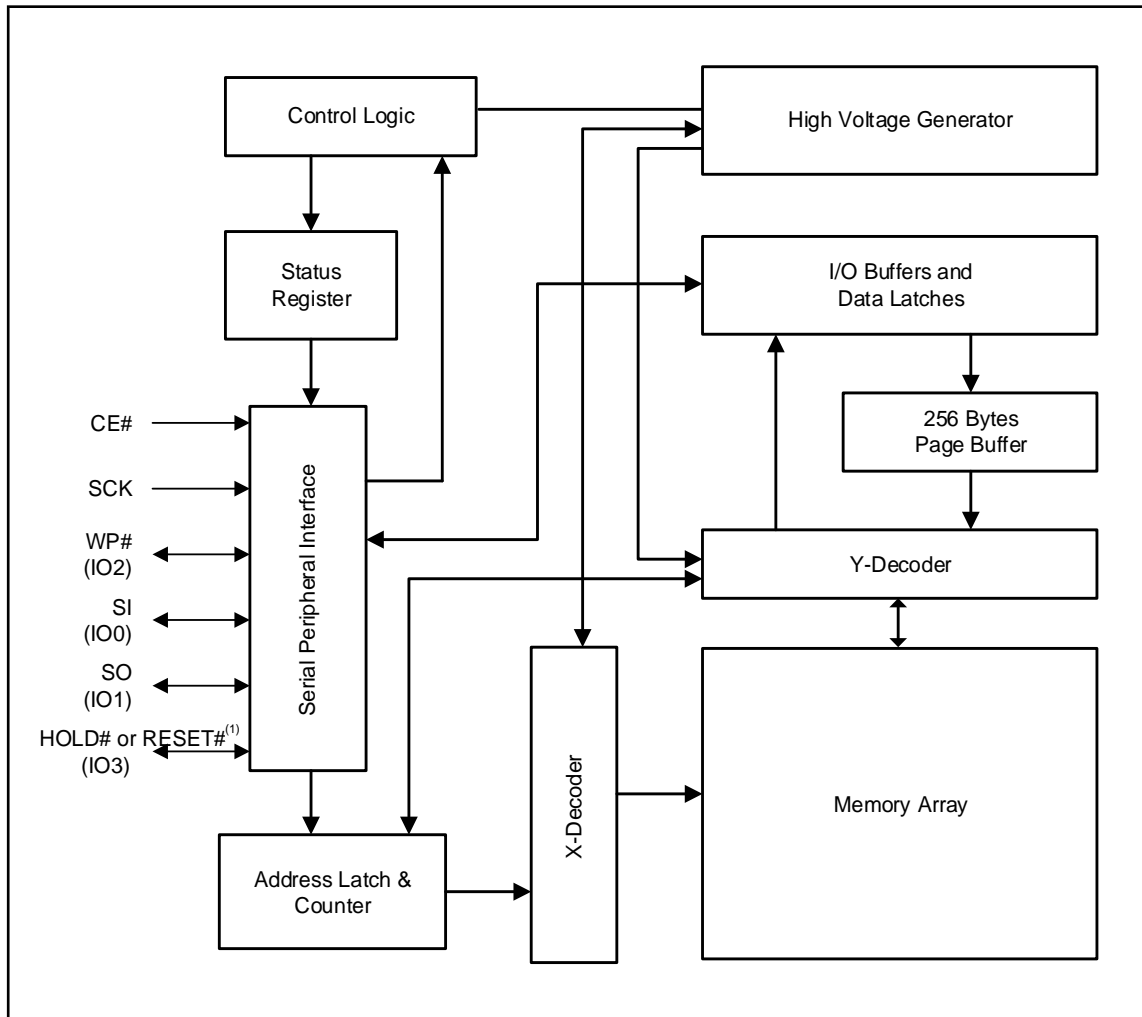 Control Logic
High Voltage Generator
Status
Register
I/O Buffers and
Data Latches
256 Bytes
Page Buffer
CE#
SCK
WP#
(IO2)
SI
(IO0)
SO
(IO1)
HOLD# or RESET#(1)
(IO3)
Serial Peripheral Interface
Y-Decoder
X-Decoder
Memory Array
Address Latch &
Counter